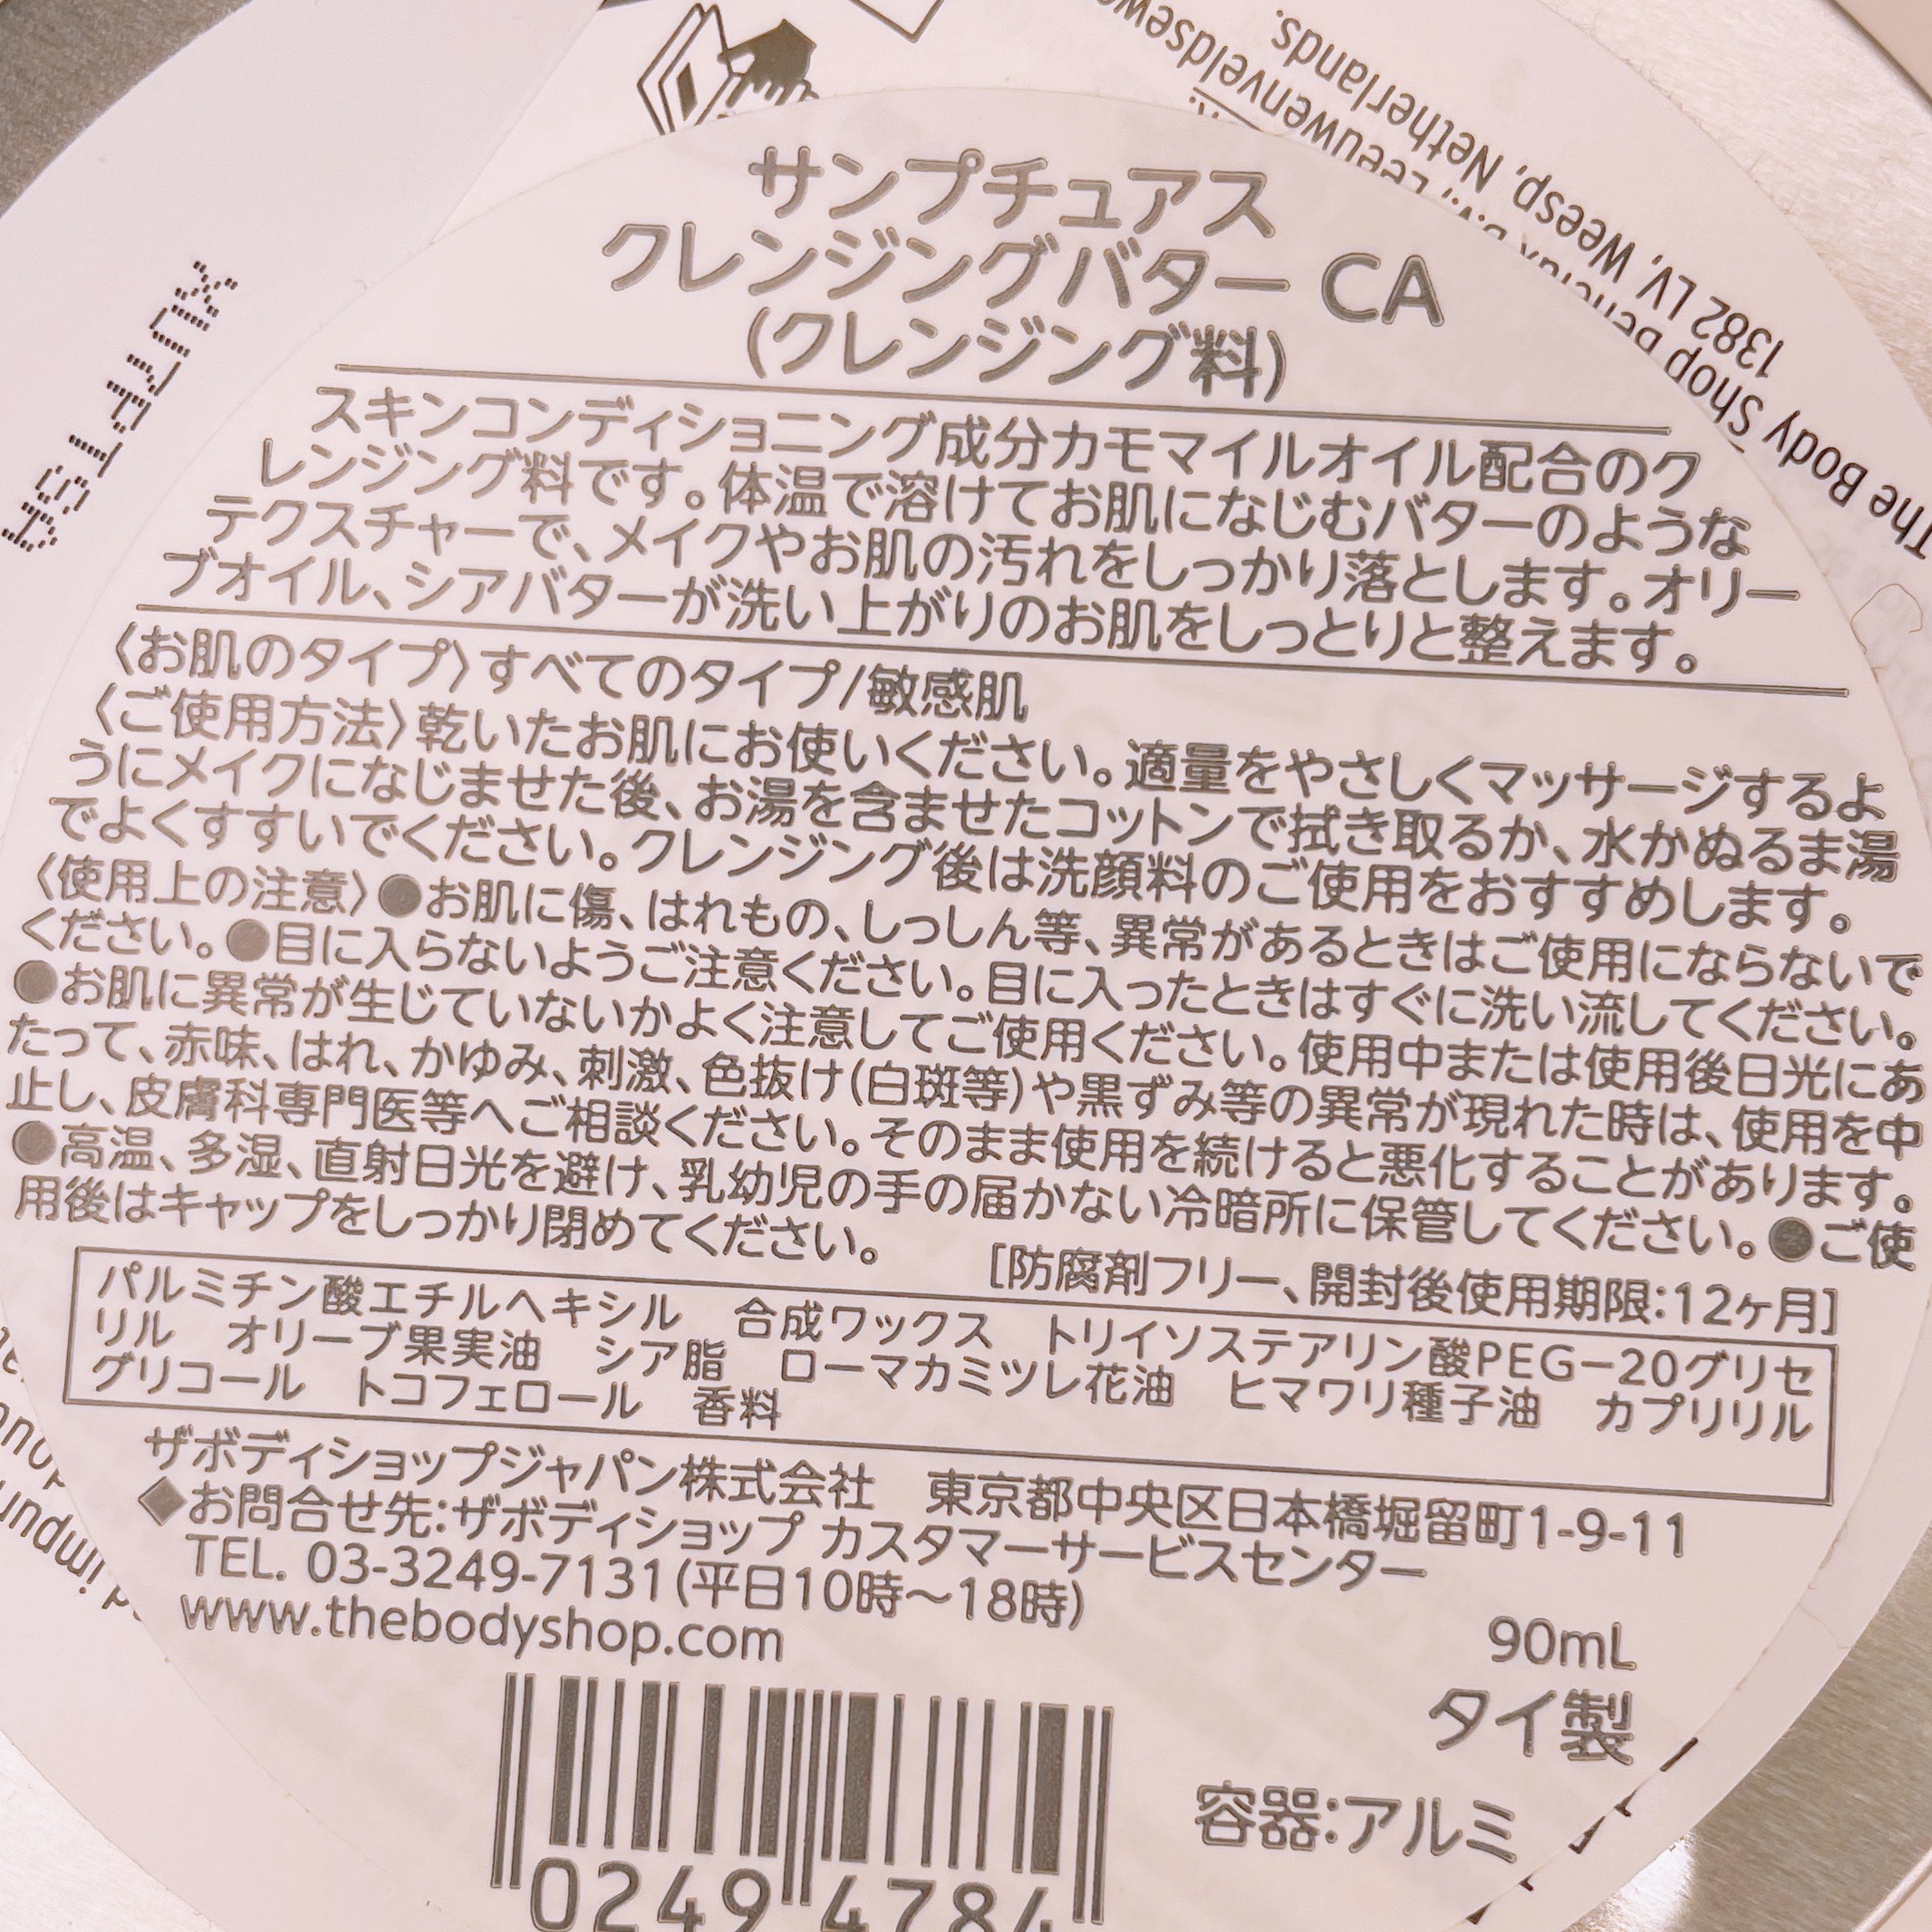 サンプチュアス
クレンジングバター CA
(クレンジング料)
スキンコンディショニング成分カモマイルオイル配合のク
レンジング料です。体温で溶けてお肌になじむバターのような
テクスチャーで、メイクやお肌の汚れをしっかり落とします。オリー
ブオイル、シアバターが洗い上がりのお肌をしっとりと整えます。
〈お肌のタイプ〉すべてのタイプ/敏感肌
〈ご使用方法〉乾いたお肌にお使いください。適量をやさしくマッサージするよ
うにメイクになじませた後、お湯を含ませたコットンで拭き取るか、水かぬるま湯
でよくすすいでください。クレンジング後は洗顔料のご使用をおすすめします。
〈使用上の注意〉●お肌に傷、はれもの、しっしん等、異常があるときはご使用にならないで
ください。●目に入らないようご注意ください。目に入ったときはすぐに洗い流してください。
●お肌に異常が生じていないかよく注意してご使用ください。使用中または使用後日光にあ
たって、赤味、はれ、かゆみ、刺激、色抜け(白斑等)や黒ずみ等の異常が現れた時は、使用を中
止し、皮膚科専門医等へご相談ください。そのまま使用を続けると悪化することがあります。
●高温、多湿、直射日光を避け、乳幼児の手の届かない冷暗所に保管してください。●ご使
用後はキャップをしっかり閉めてください。 [防腐剤フリー、開封後使用期限:12ヶ月]
パルミチン酸エチルヘキシル 合成ワックス トリイソステアリン酸PEG-20グリセ
リル オリーブ果実油 シア脂 ローマカミツレ花油 ヒマワリ種子油 カプリリル
グリコール トコフェロール 香料
ザボディショップジャパン株式会社 東京都中央区日本橋堀留町1-9-11
◆お問合せ先:ザボディショップ カスタマーサービスセンター
TEL. 03-3249-7131(平日10時～18時)
www.thebodyshop.com
90mL
タイ製
容器:アルミ
0249 4784
The Body Shop
1382 LV, Weesp, Netherlands.